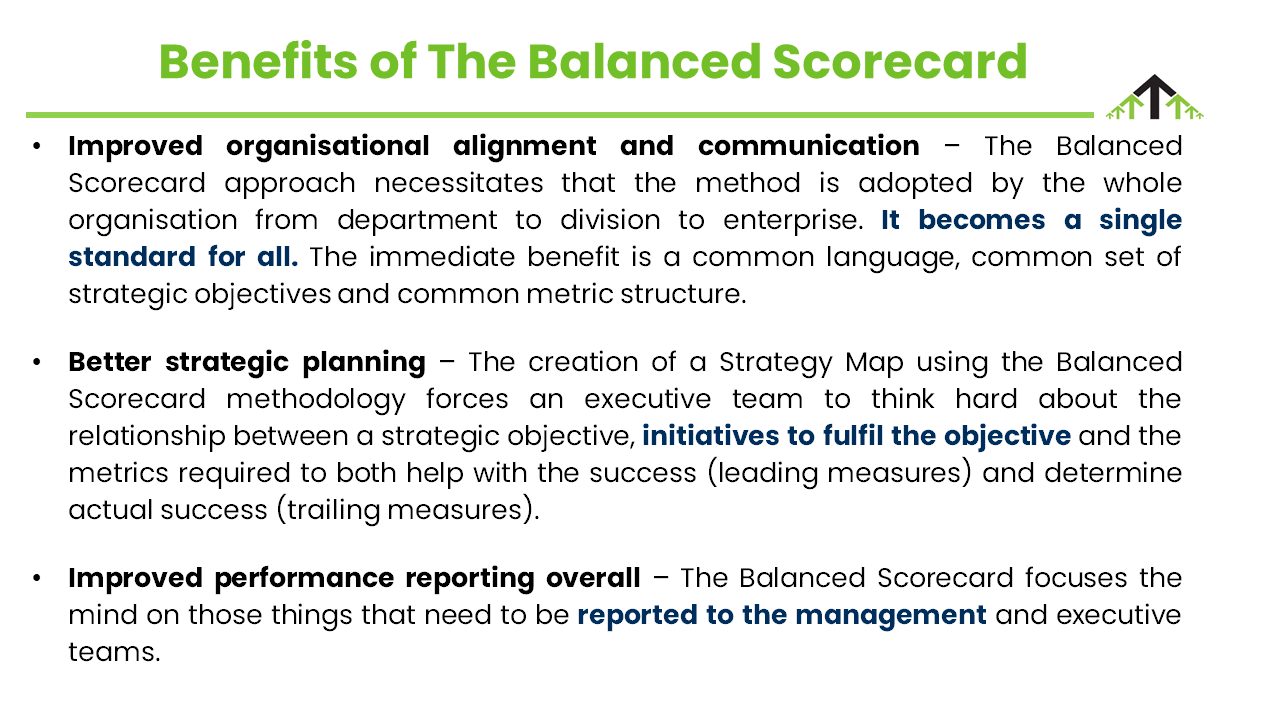 Benefits of The Balanced Scorecard
• Improved organisational alignment and communication – The Balanced
Scorecard approach necessitates that the method is adopted by the whole
organisation from department to division to enterprise. It becomes a single
standard for all. The immediate benefit is a common language, common set of
strategic objectives and common metric structure.
• Better strategic planning – The creation of a Strategy Map using the Balanced
Scorecard methodology forces an executive team to think hard about the
relationship between a strategic objective, initiatives to fulfil the objective and the
metrics required to both help with the success (leading measures) and determine
actual success (trailing measures).
• Improved performance reporting overall – The Balanced Scorecard focuses the
mind on those things that need to be reported to the management and executive
teams.